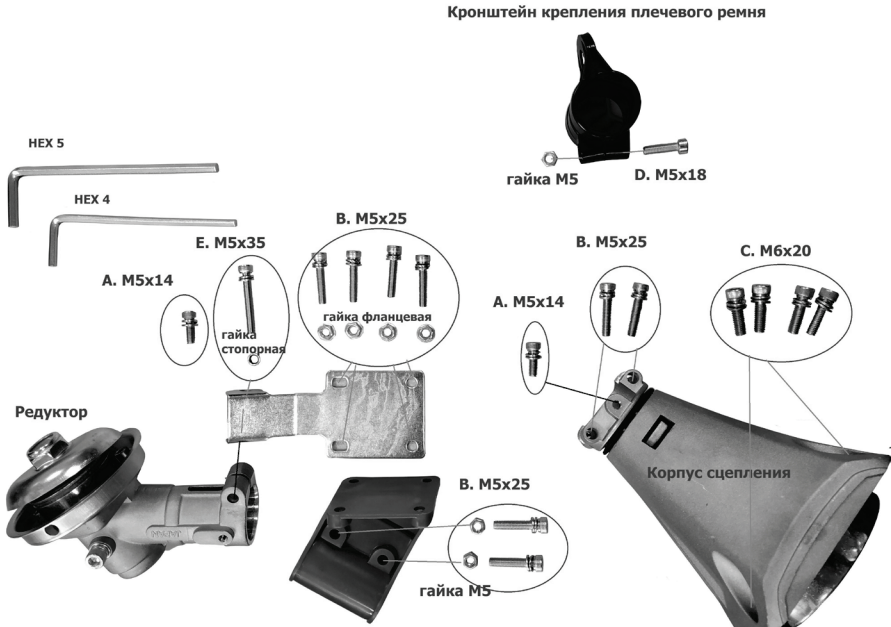 Кронштейн крепления плечевого ремня
HEX 5
гайка М5
D. M5x18
HEX 4
E. M5x35
B. M5x25
B. M5x25
C. M6x20
A. M5x14
A. M5x14
гайка фланцевая
гайка
стопорная
Редуктор
Корпус сцепления
B. M5x25
гайка М5